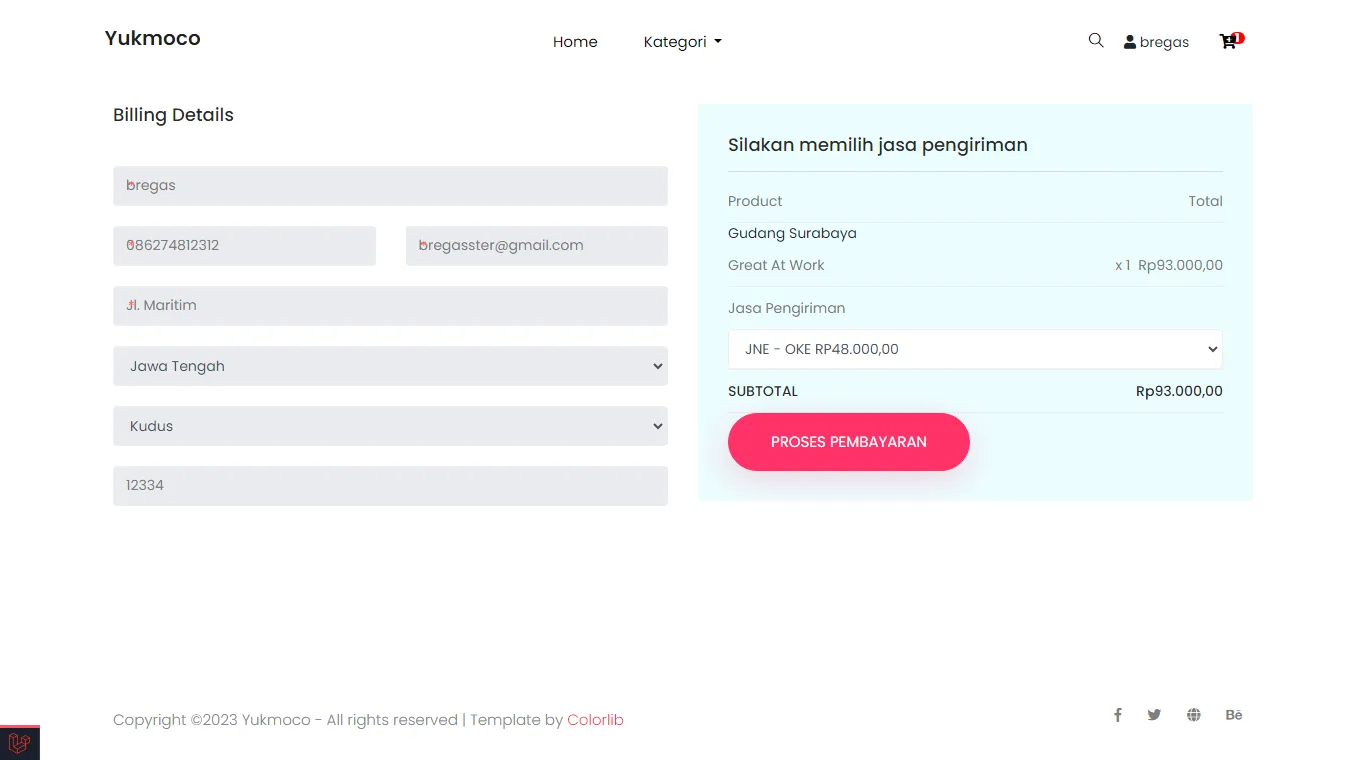 Yukmoco
Home
Kategori
bregas
1
Billing Details
bregas
086274812312
bregasster@gmail.com
Jl. Maritim
Jawa Tengah
Kudus
12334
Silakan memilih jasa pengiriman
Product Total
Gudang Surabaya
Great At Work x 1 Rp93.000,00
Jasa Pengiriman
JNE - OKE RP48.000,00
SUBTOTAL Rp93.000,00
PROSES PEMBAYARAN
Copyright ©2023 Yukmoco - All rights reserved | Template by Colorlib
Bē